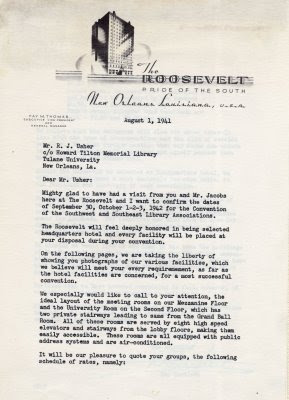 The
ROOSEVELT
PRIDE OF THE SOUTH
New Orleans, Louisiana, U.S.A.
FAY M. THOMAS
EXECUTIVE VICE PRESIDENT
AND
GENERAL MANAGER
August 1, 1941
Mr. R. J. Usher
c/o Howard Tilton Memorial Library
Tulane University
New Orleans, La.
Dear Mr. Usher:
Mighty glad to have had a visit from you and Mr. Jacobs
here at The Roosevelt and I want to confirm the dates
of September 30, October 1-2-3, 1942 for the Convention
of the Southwest and Southeast Library Associations.
The Roosevelt will feel deeply honored in being selected
headquarters hotel and every facility will be placed at
your disposal during your convention.
On the following pages, we are taking the liberty of
showing you photographs of our various facilities, which
we believe will meet your every requirement, as far as
the hotel facilities are concerned, for a most successful
convention.
We especially would like to call to your attention, the
ideal layout of the meeting rooms on our Mezzanine Floor
and the University Room on the Second Floor, which has
two private stairways leading to same from the Grand Ball
Room. All of these rooms are served by eight high speed
elevators and stairways from the lobby floor, making them
easily accessible. These rooms are all equipped with public
address systems and are air-conditioned.
It will be our pleasure to quote your groups, the following
schedule of rates, namely: